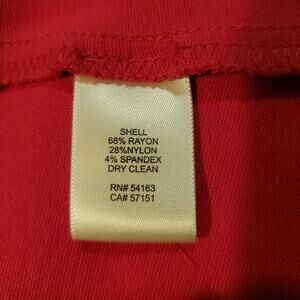 SHELL
68% RAYON
28%NYLON
4% SPANDEX
DRY CLEAN
RN# 54163
CA# 57151